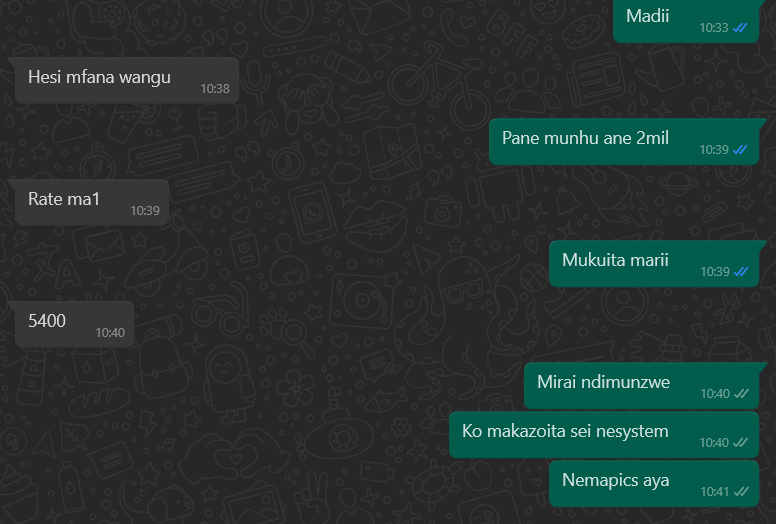 Madii
10:33
Hesi mfana wangu
10:38
Pane munhu ane 2mil
10:39
Rate ma1
10:39
Mukuita marii
10:39
5400
10:40
Mirai ndimunzwe
10:40
Ko makazoita sei nesystem
10:40
Nemapics aya
10:41